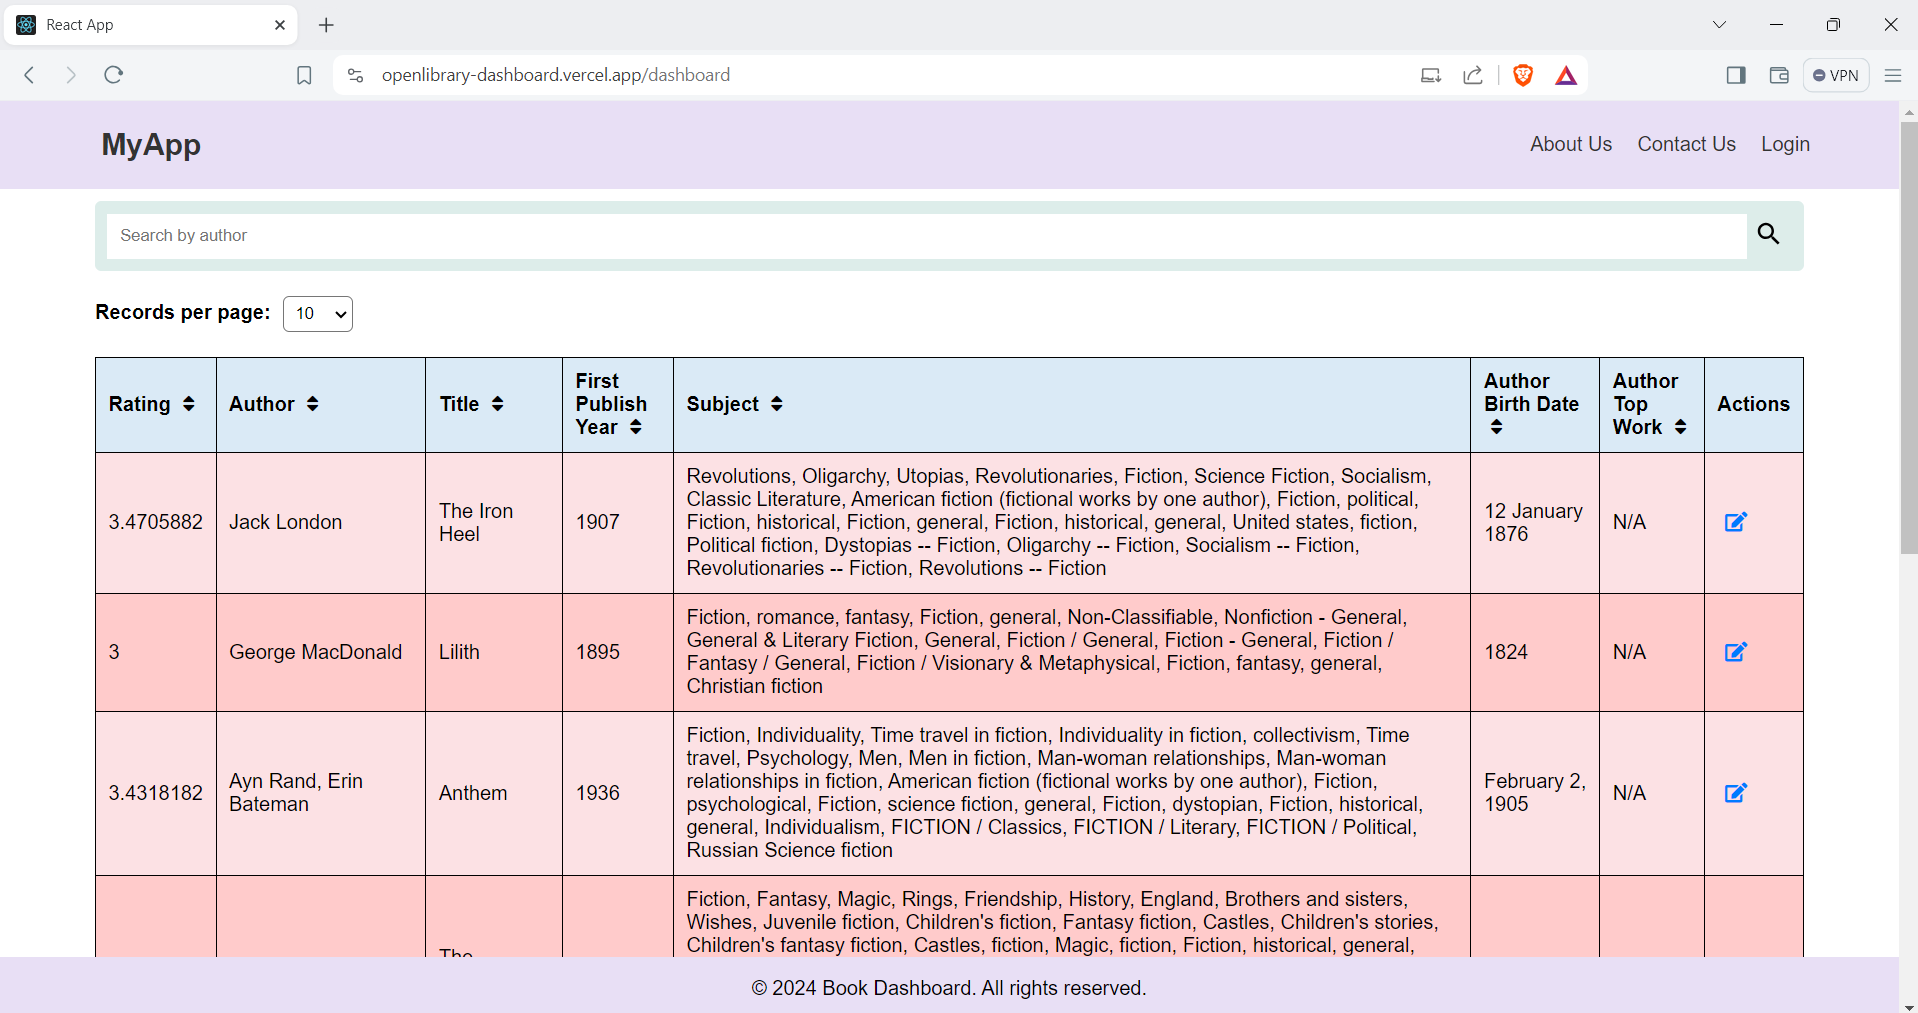 React App
openlibrary-dashboard.vercel.app/dashboard
VPN
MyApp
About Us Contact Us Login
Search by author
Records per page: 10
Rating
Author
Title
First
Publish
Year
Subject
Author
Birth Date
Author
Top
Work
Actions
3.4705882
Jack London
The Iron
Heel
1907
Revolutions, Oligarchy, Utopias, Revolutionaries, Fiction, Science Fiction, Socialism,
Classic Literature, American fiction (fictional works by one author), Fiction, political,
Fiction, historical, Fiction, general, Fiction, historical, general, United states, fiction,
Political fiction, Dystopias -- Fiction, Oligarchy -- Fiction, Socialism -- Fiction,
Revolutionaries -- Fiction, Revolutions -- Fiction
12 January
1876
N/A
3
George MacDonald
Lilith
1895
Fiction, romance, fantasy, Fiction, general, Non-Classifiable, Nonfiction - General,
General & Literary Fiction, General, Fiction / General, Fiction - General, Fiction /
Fantasy / General, Fiction / Visionary & Metaphysical, Fiction, fantasy, general,
Christian fiction
1824
N/A
3.4318182
Ayn Rand, Erin
Bateman
Anthem
1936
Fiction, Individuality, Time travel in fiction, Individuality in fiction, collectivism, Time
travel, Psychology, Men, Men in fiction, Man-woman relationships, Man-woman
relationships in fiction, American fiction (fictional works by one author), Fiction,
psychological, Fiction, science fiction, general, Fiction, dystopian, Fiction, historical,
general, Individualism, FICTION / Classics, FICTION / Literary, FICTION / Political,
Russian Science fiction
February 2,
1905
N/A
The
Fiction, Fantasy, Magic, Rings, Friendship, History, England, Brothers and sisters,
Wishes, Juvenile fiction, Children's fiction, Fantasy fiction, Castles, Children's stories,
Children's fantasy fiction, Castles, fiction, Magic, fiction, Fiction, historical, general,
© 2024 Book Dashboard. All rights reserved.